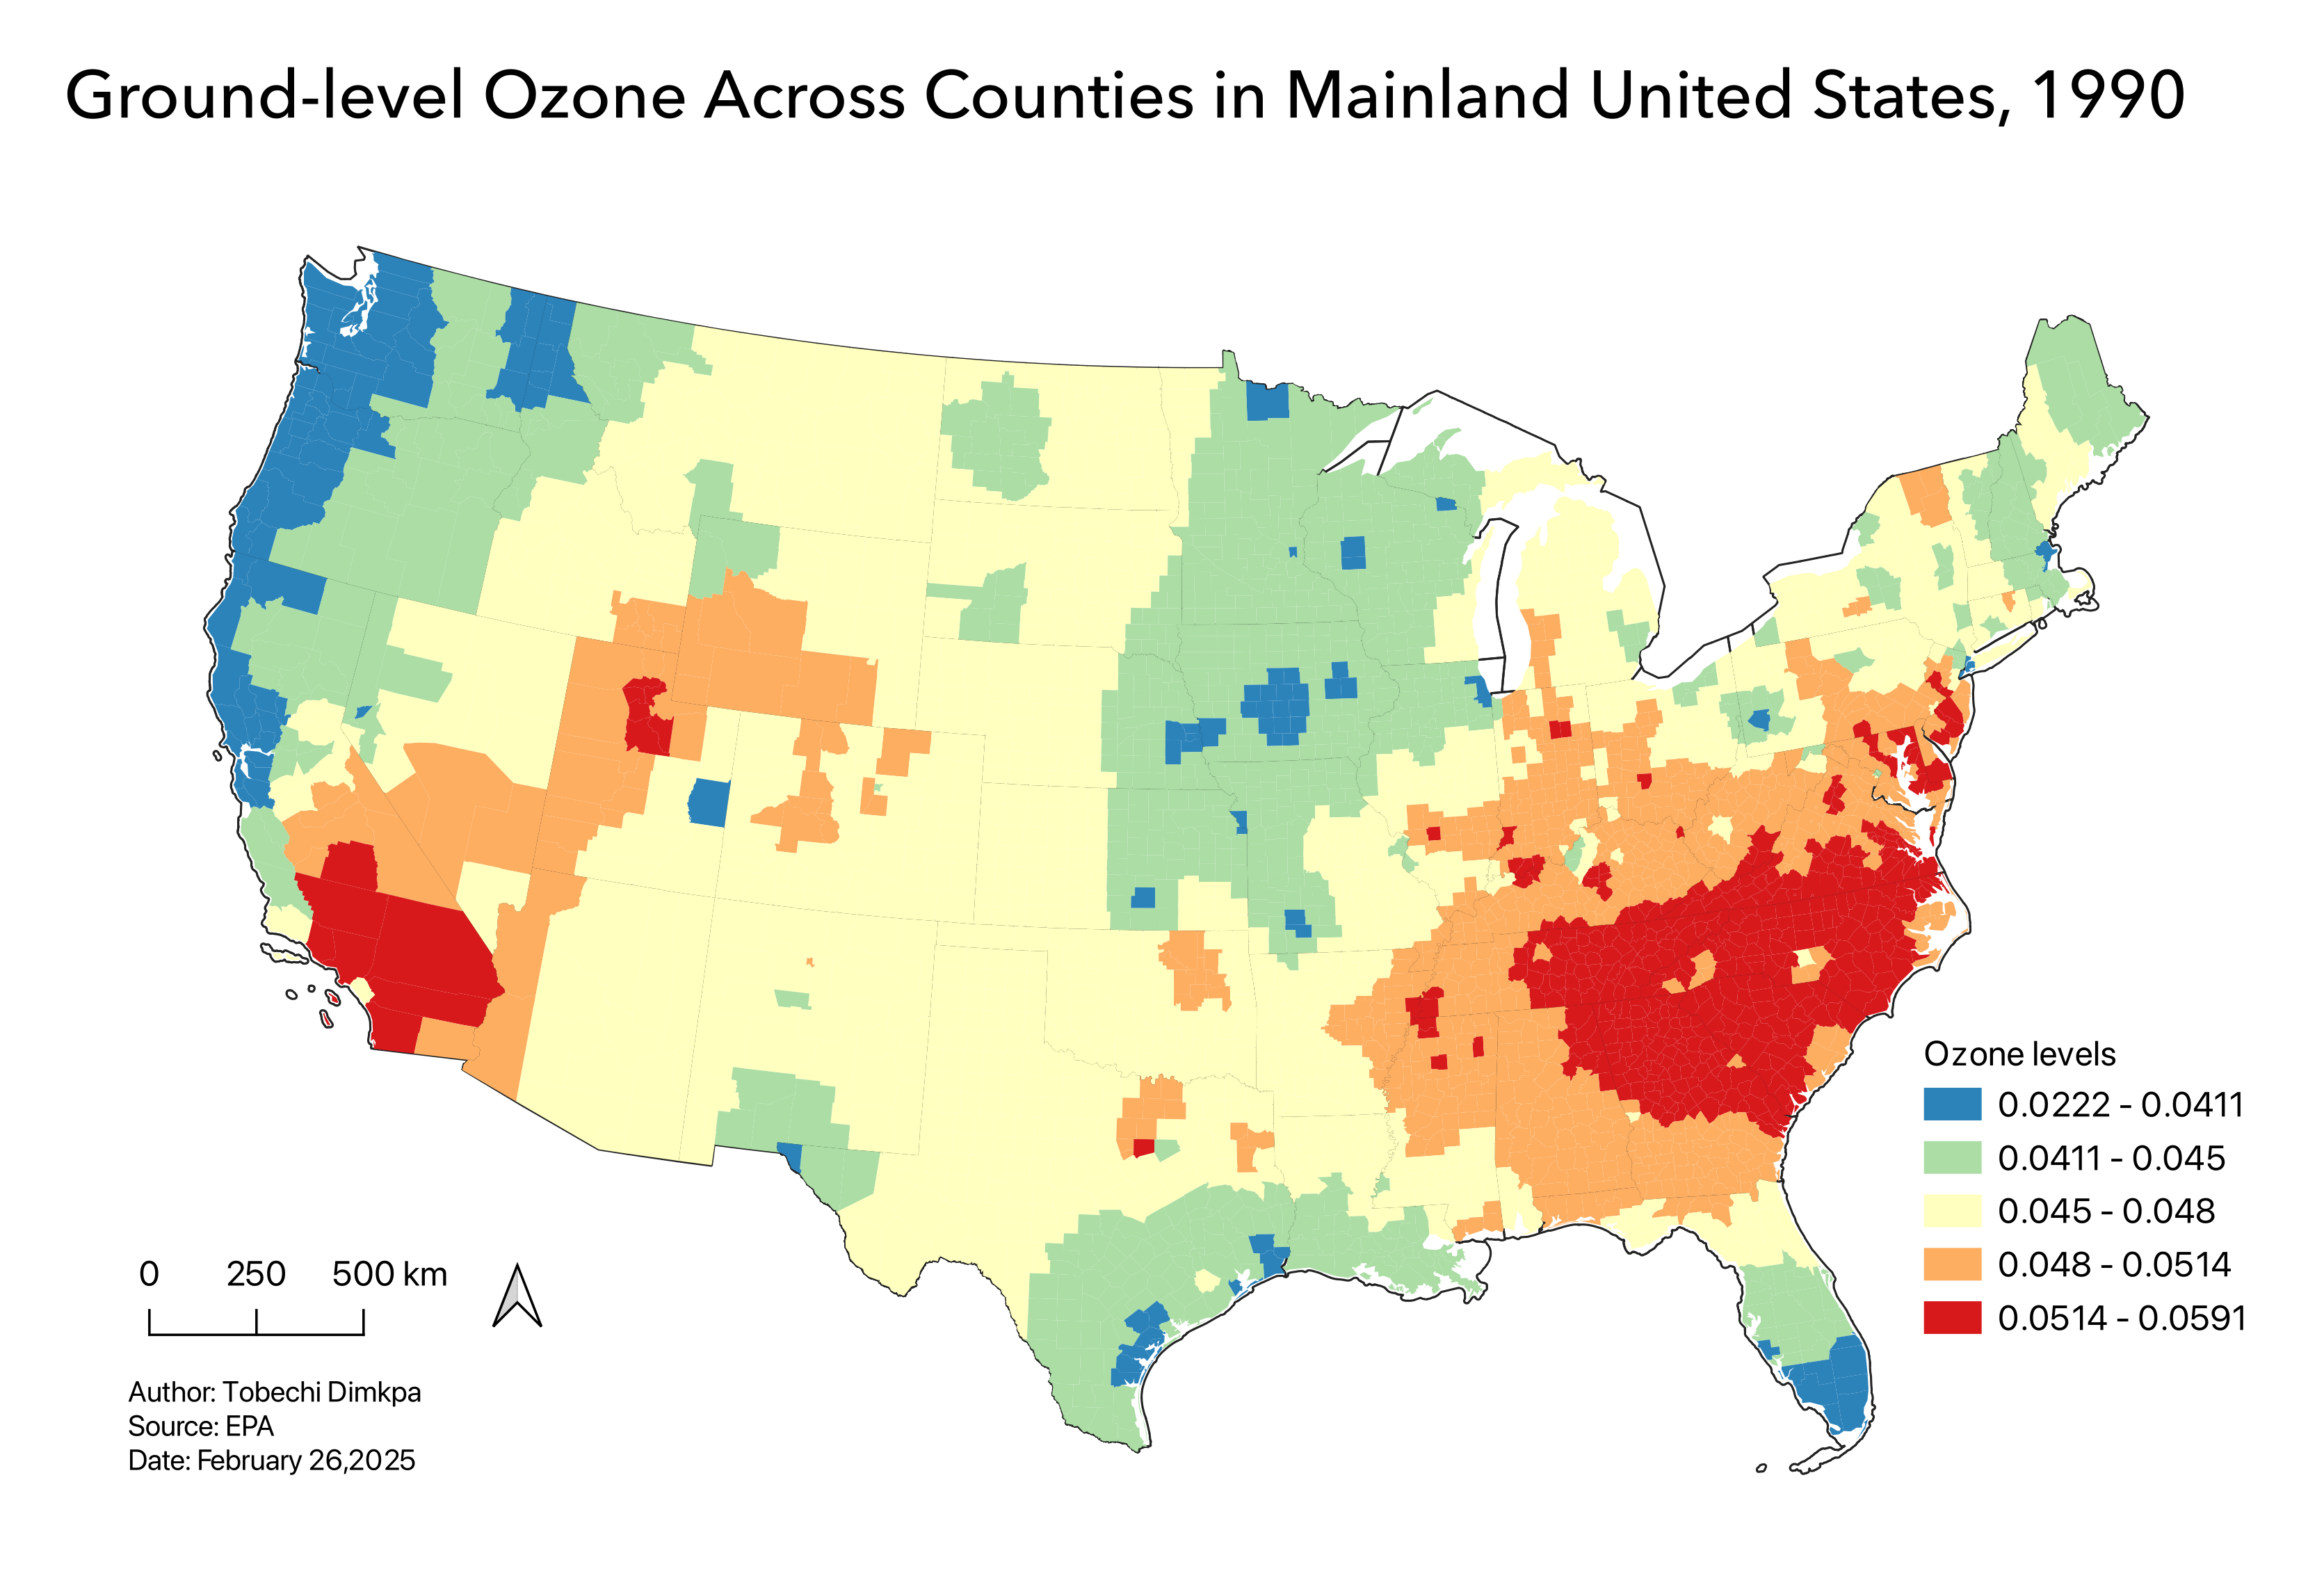 Ground-level Ozone Across Counties in Mainland United States, 1990
Ozone levels
0.0222 - 0.0411
0.0411 - 0.045
0.045 - 0.048
0.048 - 0.0514
0.0514 - 0.0591
0 250 500 km
Author: Tobechi Dimkpa
Source: EPA
Date: February 26,2025